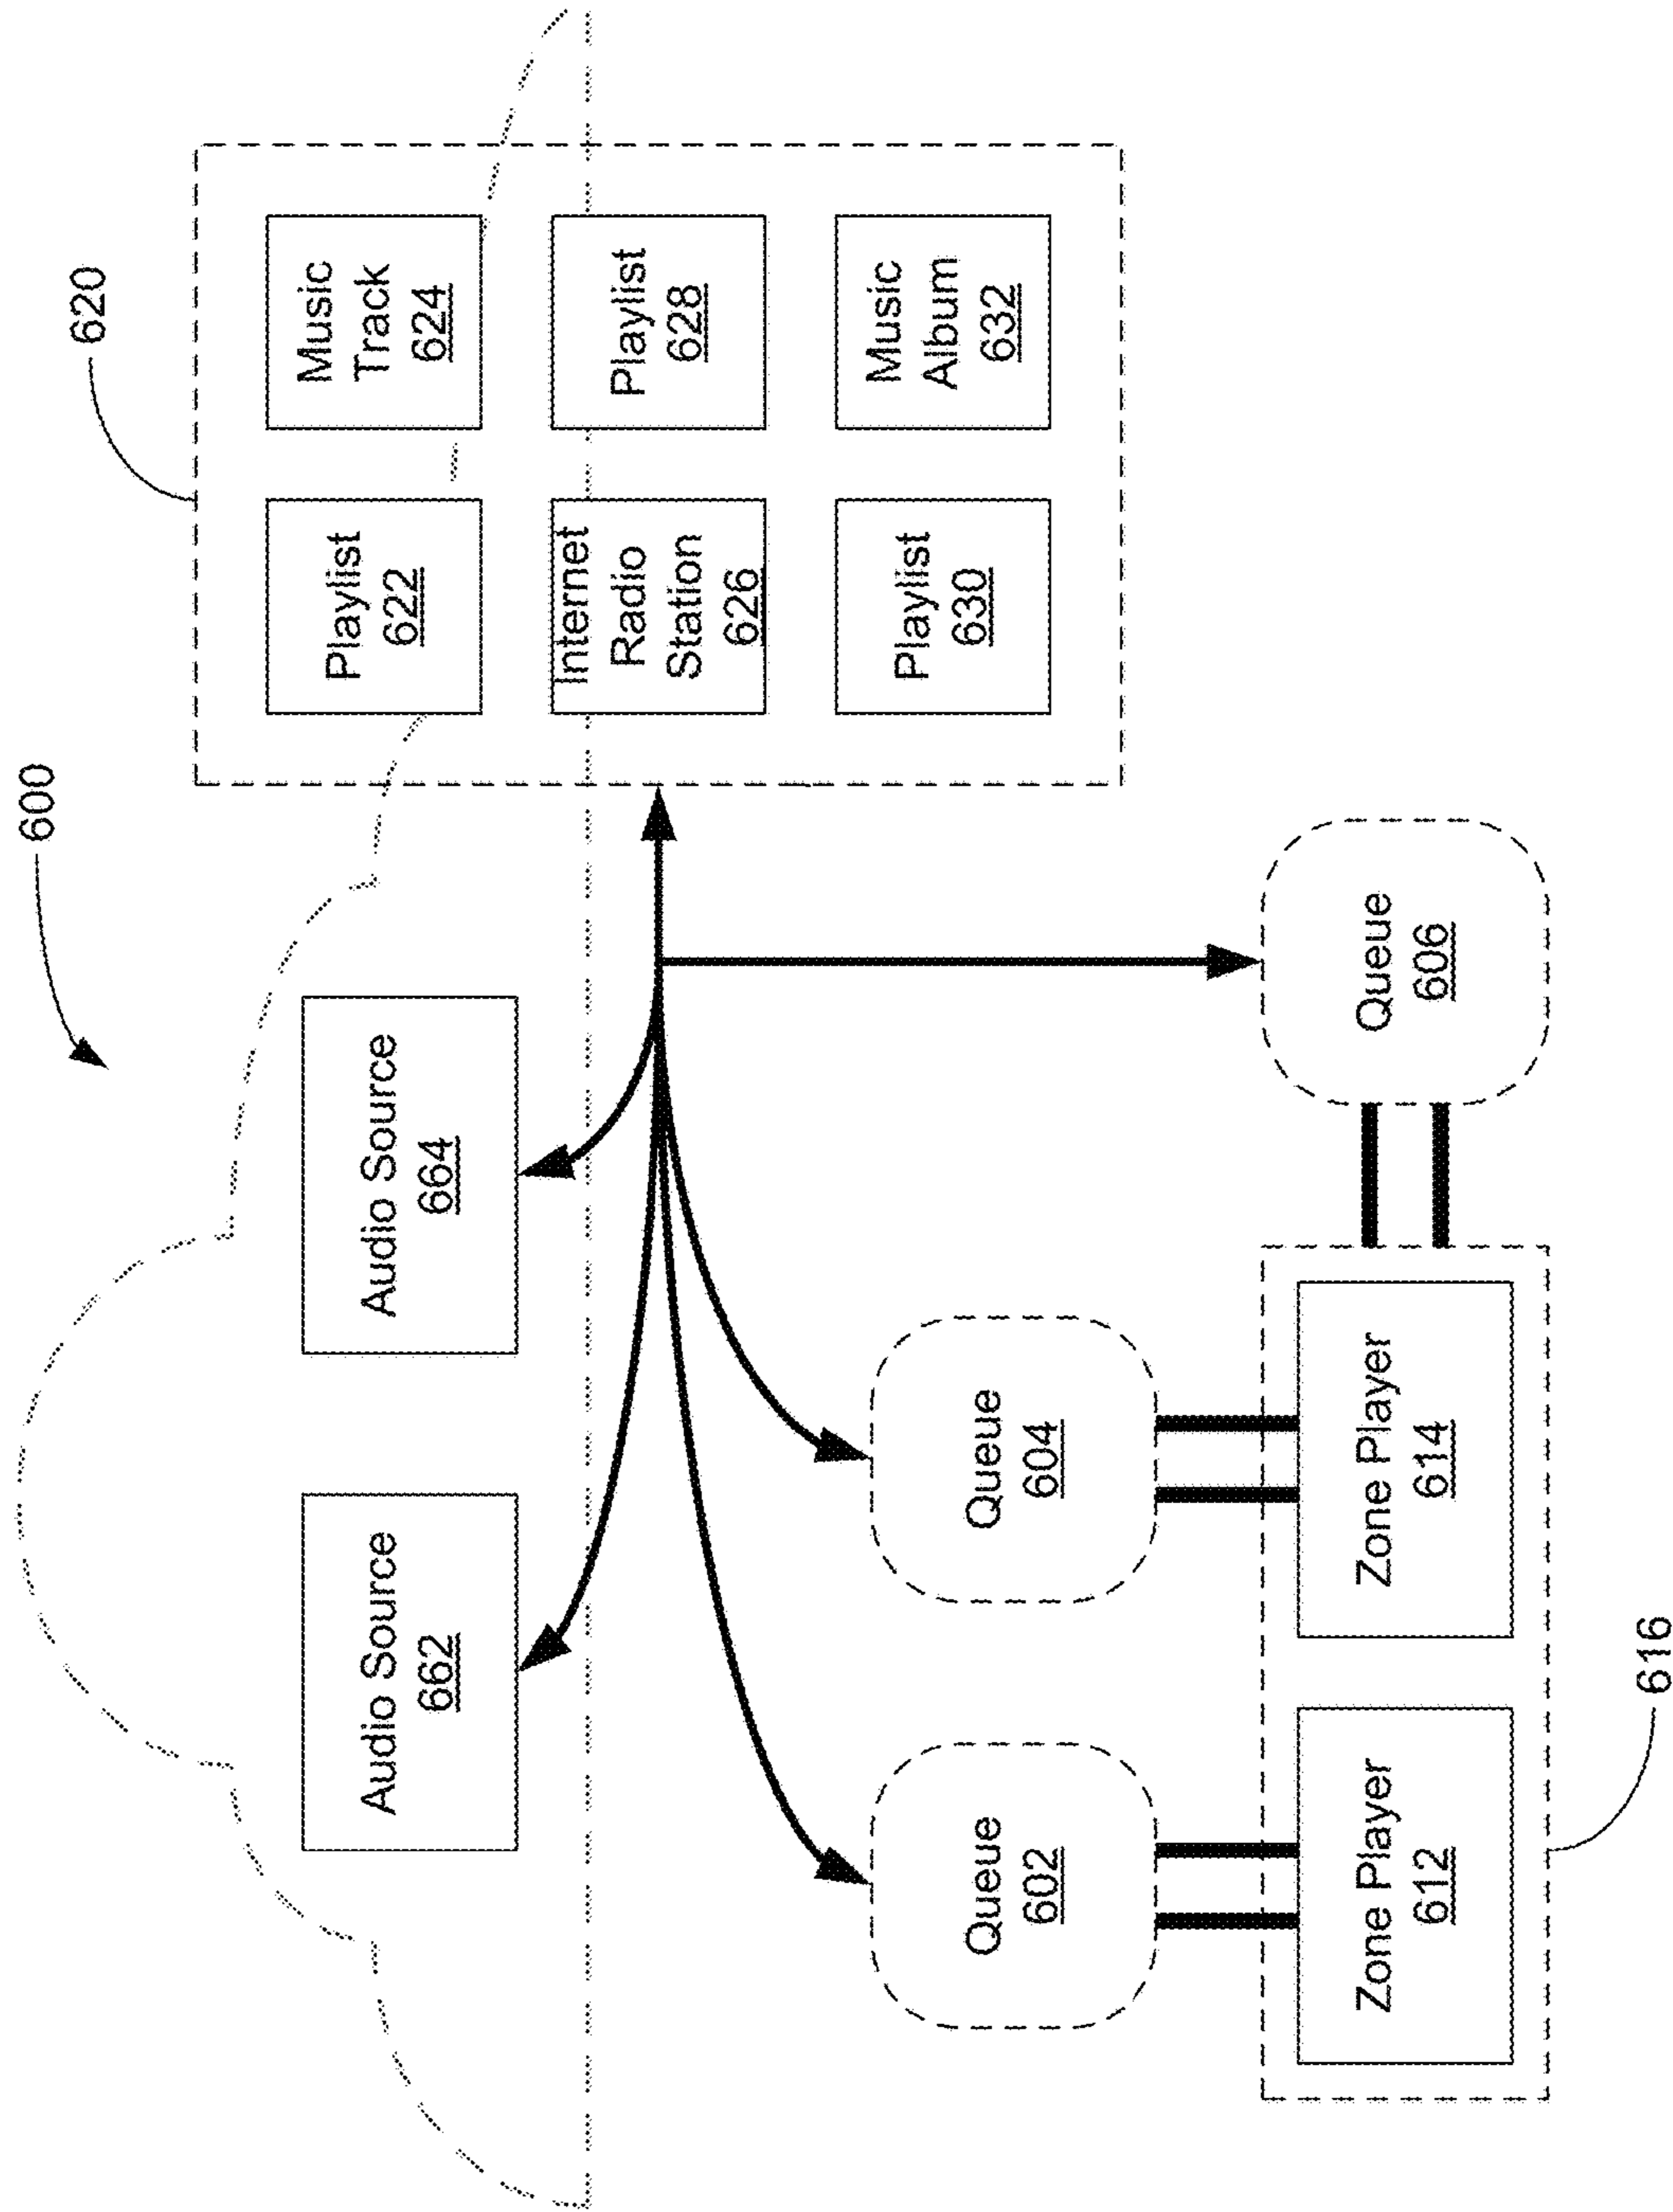 600
620
Audio Source
662
Audio Source
664
Playlist
622
Music
Track
624
Internet
Radio
Station
626
Playlist
628
Playlist
630
Music
Album
632
Queue
602
Queue
604
Queue
606
Zone Player
612
Zone Player
614
616